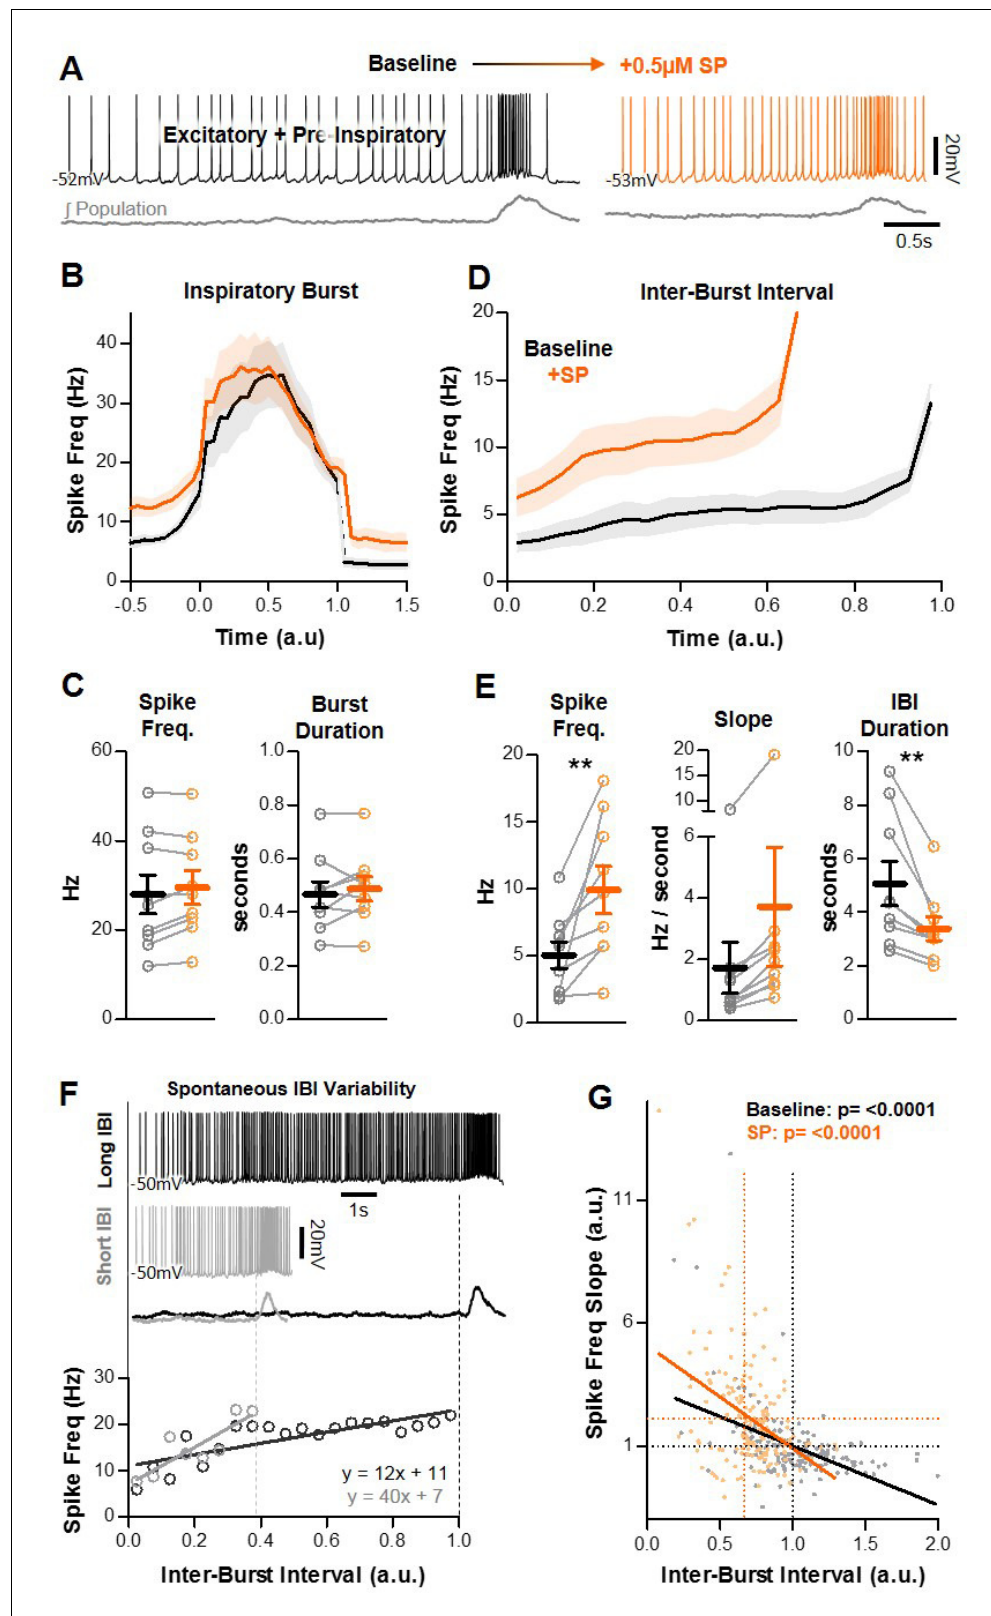 A
Baseline
+0.5µM SP
Excitatory + Pre-Inspiratory
-52mV
-53mV
20mV
∫ Population
0.5s
B
Inspiratory Burst
Spike Freq (Hz)
40
30
20
10
0
-0.5
0.0
0.5
1.0
1.5
Time (a.u)
D
Inter-Burst Interval
Baseline
+SP
Spike Freq (Hz)
20
15
10
5
0
0.0
0.2
0.4
0.6
0.8
1.0
Time (a.u.)
C
Spike
Freq.
Hz
60
40
20
0
Burst
Duration
seconds
1.0
0.8
0.6
0.4
0.2
0.0
E
Spike
Freq.
**
Hz
20
15
10
5
0
Slope
Hz / second
20
15
10
6
4
2
0
IBI
Duration
**
seconds
10
8
6
4
2
0
F
Spontaneous IBI Variability
Long IBI
-50mV
1s
Short IBI
-50mV
20mV
Spike Freq (Hz)
30
20
10
0
y = 12x + 11
y = 40x + 7
0.0
0.2
0.4
0.6
0.8
1.0
Inter-Burst Interval (a.u.)
G
Baseline: p= <0.0001
SP: p= <0.0001
Spike Freq Slope (a.u.)
11
6
1
0.0
0.5
1.0
1.5
2.0
Inter-Burst Interval (a.u.)